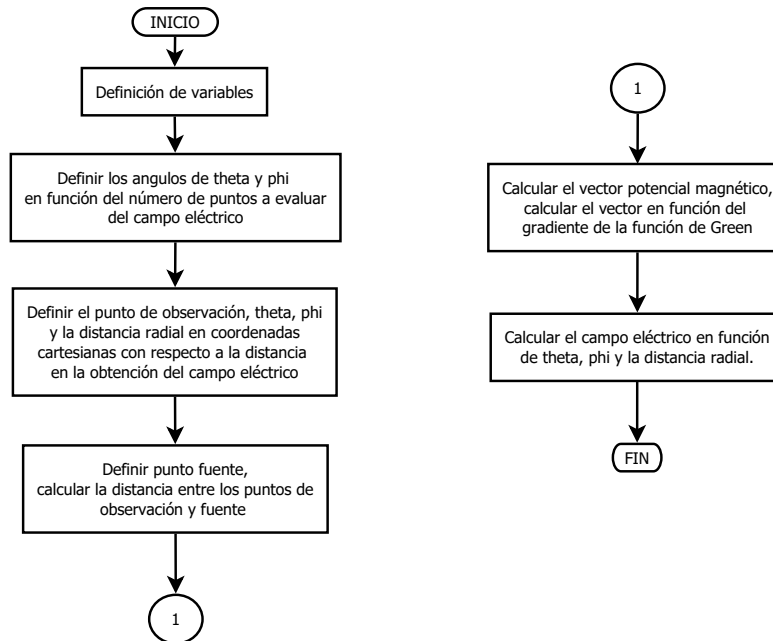 INICIO
Definición de variables
Definir los angulos de theta y phi
en función del número de puntos a evaluar
del campo eléctrico
Definir el punto de observación, theta, phi
y la distancia radial en coordenadas
cartesianas con respecto a la distancia
en la obtención del campo eléctrico
Definir punto fuente,
calcular la distancia entre los puntos de
observación y fuente
1
1
Calcular el vector potencial magnético,
calcular el vector en función del
gradiente de la función de Green
Calcular el campo eléctrico en función
de theta, phi y la distancia radial.
FIN